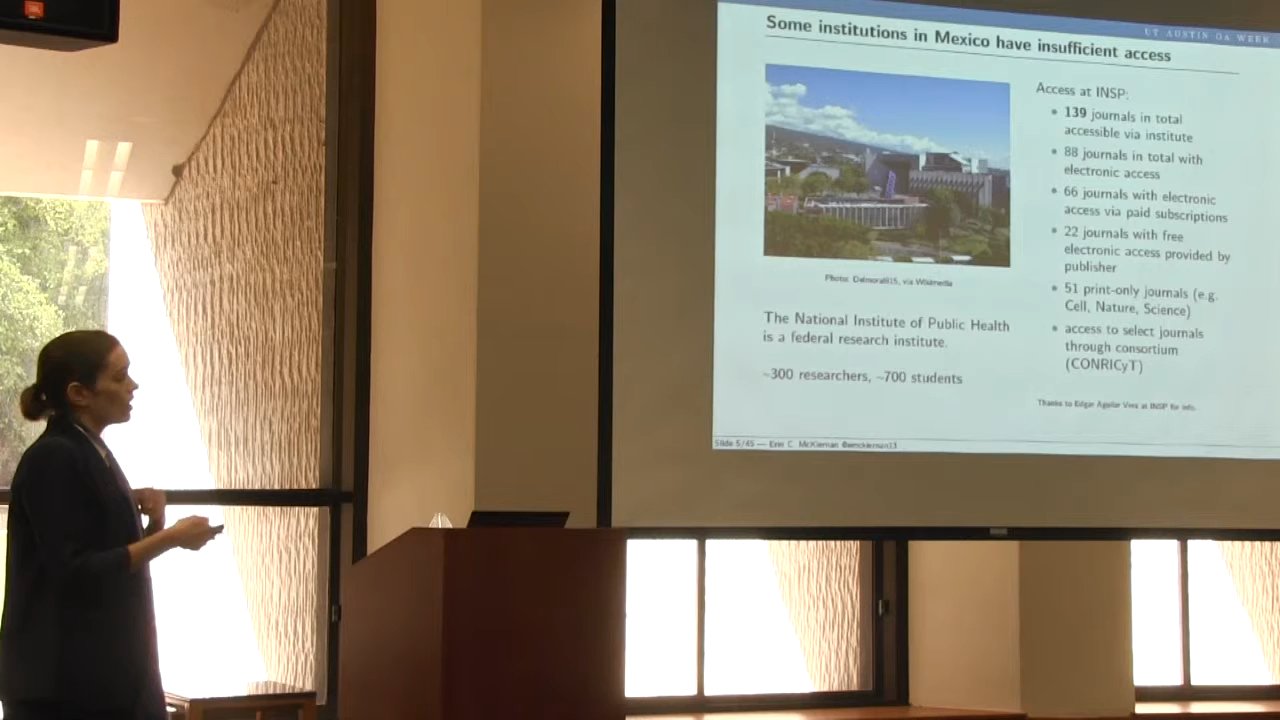 JBL
UT AUSTIN OA WEEK
Some institutions in Mexico have insufficient access
Photo: Dalmoral815, via Wikimedia
The National Institute of Public Health
is a federal research institute.
~300 researchers, ~700 students
Access at INSP:
• 139 journals in total
accessible via institute
• 88 journals in total with
electronic access
• 66 journals with electronic
access via paid subscriptions
• 22 journals with free
electronic access provided by
publisher
• 51 print-only journals (e.g.
Cell, Nature, Science)
• access to select journals
through consortium
(CONRICyT)
Thanks to Edgar Aguilar Vera at INSP for info.
Slide 5/45 — Erin C. McKiernan @emckiernan13